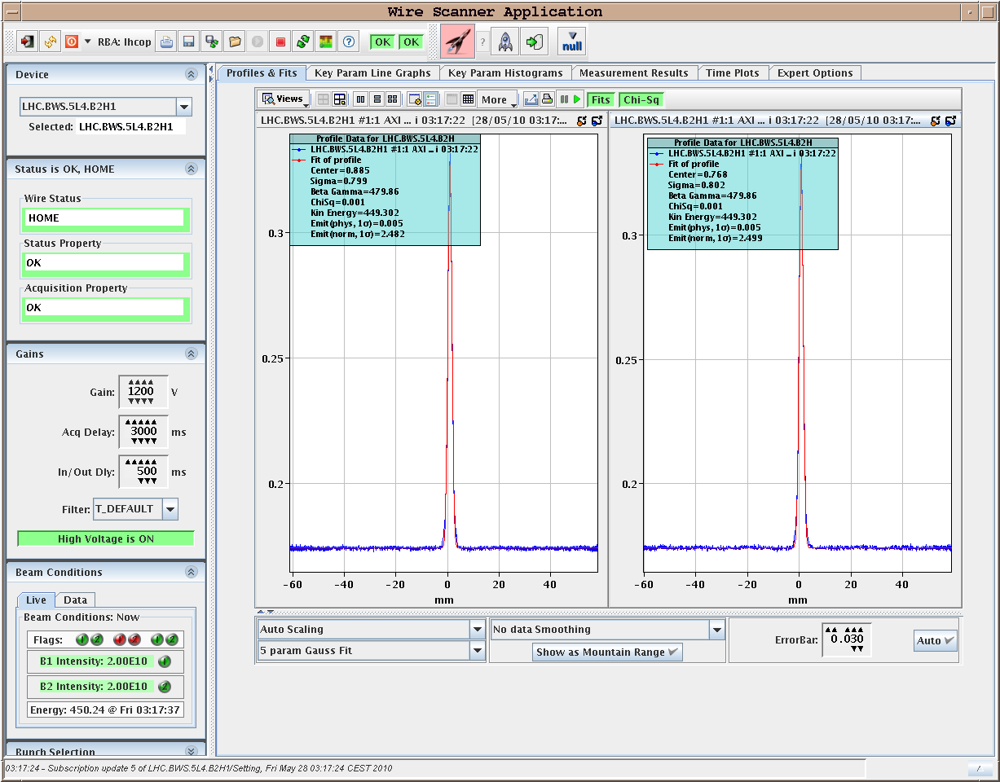 Wire Scanner Application
RBA: lhcop
OK OK
?
null
Device
LHC.BWS.5L4.B2H1
Selected: LHC.BWS.5L4.B2H1
Status is OK, HOME
Wire Status
HOME
Status Property
OK
Acquisition Property
OK
Gains
Gain: 1200 V
Acq Delay: 3000 ms
In/Out Dly: 500 ms
Filter: T_DEFAULT
High Voltage is ON
Beam Conditions
Live Data
Beam Conditions: Now
Flags: 1 2 1 2 1 2
B1 Intensity: 2.00E10 1
B2 Intensity: 2.00E10 2
Energy: 450.24 @ Fri 03:17:37
Bunch Selection
Profiles & Fits Key Param Line Graphs Key Param Histograms Measurement Results Time Plots Expert Options
Views More Fits Chi-Sq
LHC.BWS.5L4.B2H1 #1:1 AXI ... i 03:17:22 [28/05/10 03:17:...
Profile Data for LHC.BWS.5L4.B2H
LHC.BWS.5L4.B2H1 #1:1 AXI ... i 03:17:22
Fit of profile
Center=0.885
Sigma=0.799
Beta Gamma=479.86
ChiSq=0.001
Kin Energy=449.302
Emit(phys, 1σ)=0.005
Emit(norm, 1σ)=2.482
0.3
0.25
0.2
-60 -40 -20 0 20 40
mm
LHC.BWS.5L4.B2H1 #1:1 AXI ... i 03:17:22 [28/05/10 03:17:...
Profile Data for LHC.BWS.5L4.B2H
LHC.BWS.5L4.B2H1 #1:1 AXI ... i 03:17:22
Fit of profile
Center=0.768
Sigma=0.802
Beta Gamma=479.86
ChiSq=0.001
Kin Energy=449.302
Emit(phys, 1σ)=0.005
Emit(norm, 1σ)=2.499
0.3
0.25
0.2
-60 -40 -20 0 20 40
mm
Auto Scaling
5 param Gauss Fit
No data Smoothing
Show as Mountain Range
ErrorBar: 0.030
Auto
03:17:24 - Subscription update 5 of LHC.BWS.5L4.B2H1/Setting, Fri May 28 03:17:24 CEST 2010